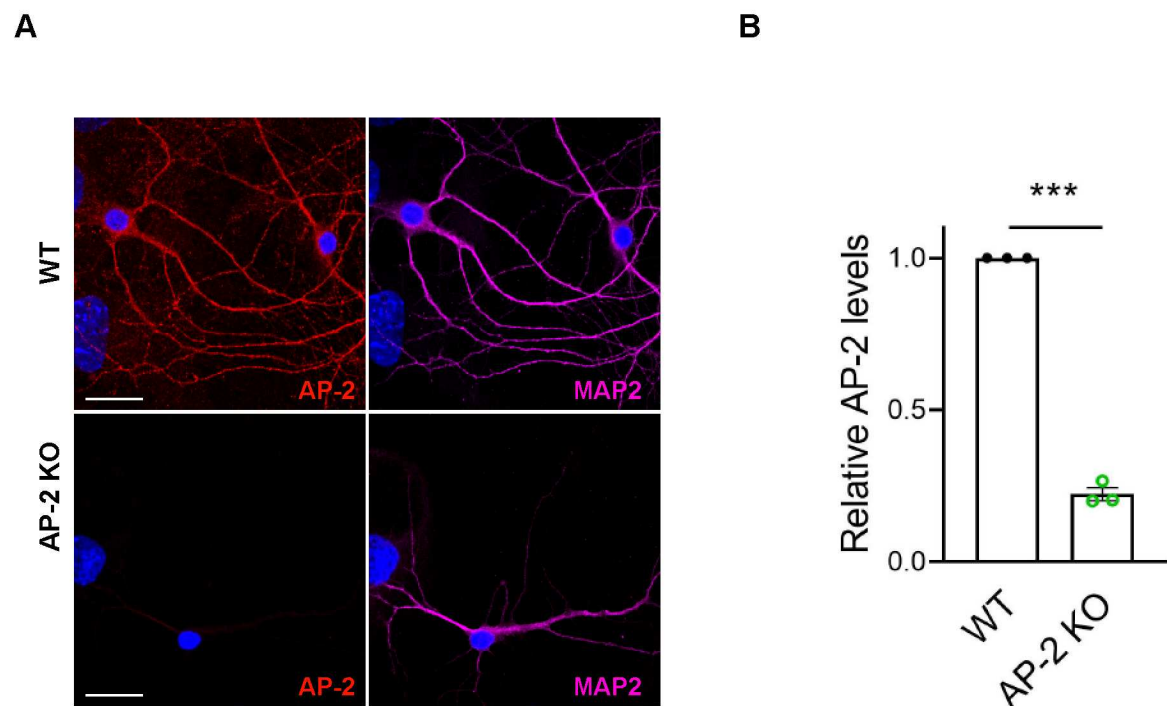 A
B
WT
AP-2
MAP2
AP-2 KO
AP-2
MAP2
***
Relative AP-2 levels
1.0
0.5
0.0
WT
AP-2 KO